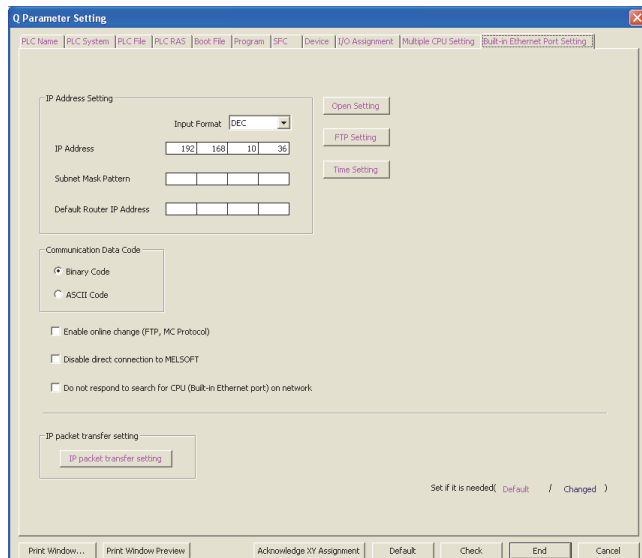 Q Parameter Setting
PLC Name PLC System PLC File PLC RAS Boot File Program SFC Device I/O Assignment Multiple CPU Setting Built-in Ethernet Port Setting
IP Address Setting
Input Format DEC
IP Address 192 168 10 36
Subnet Mask Pattern
Default Router IP Address
Open Setting
FTP Setting
Time Setting
Communication Data Code
Binary Code
ASCII Code
Enable online change (FTP, MC Protocol)
Disable direct connection to MELSOFT
Do not respond to search for CPU (Built-in Ethernet port) on network
IP packet transfer setting
IP packet transfer setting
Set if it is needed( Default / Changed )
Print Window... Print Window Preview Acknowledge XY Assignment Default Check End Cancel